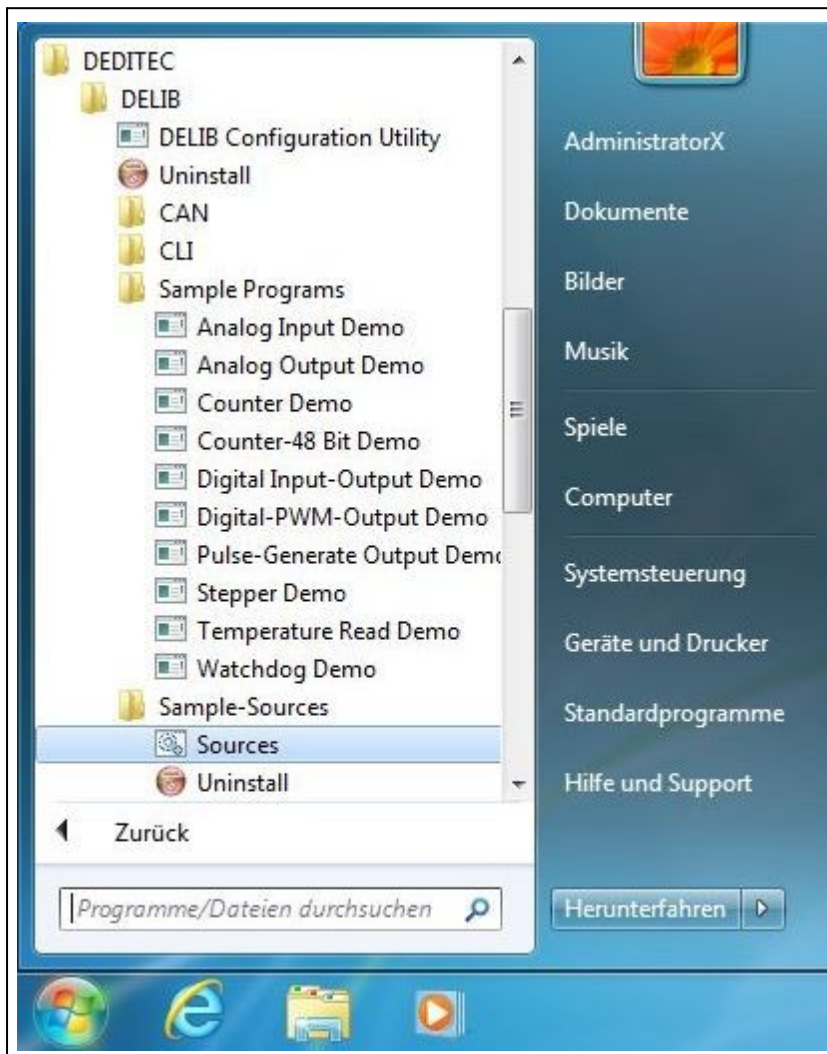 DEDITEC
DELIB
DELIB Configuration Utility
Uninstall
CAN
CLI
Sample Programs
Analog Input Demo
Analog Output Demo
Counter Demo
Counter-48 Bit Demo
Digital Input-Output Demo
Digital-PWM-Output Demo
Pulse-Generate Output Demo
Stepper Demo
Temperature Read Demo
Watchdog Demo
Sample-Sources
Sources
Uninstall
Zurück
Programme/Dateien durchsuchen
AdministratorX
Dokumente
Bilder
Musik
Spiele
Computer
Systemsteuerung
Geräte und Drucker
Standardprogramme
Hilfe und Support
Herunterfahren